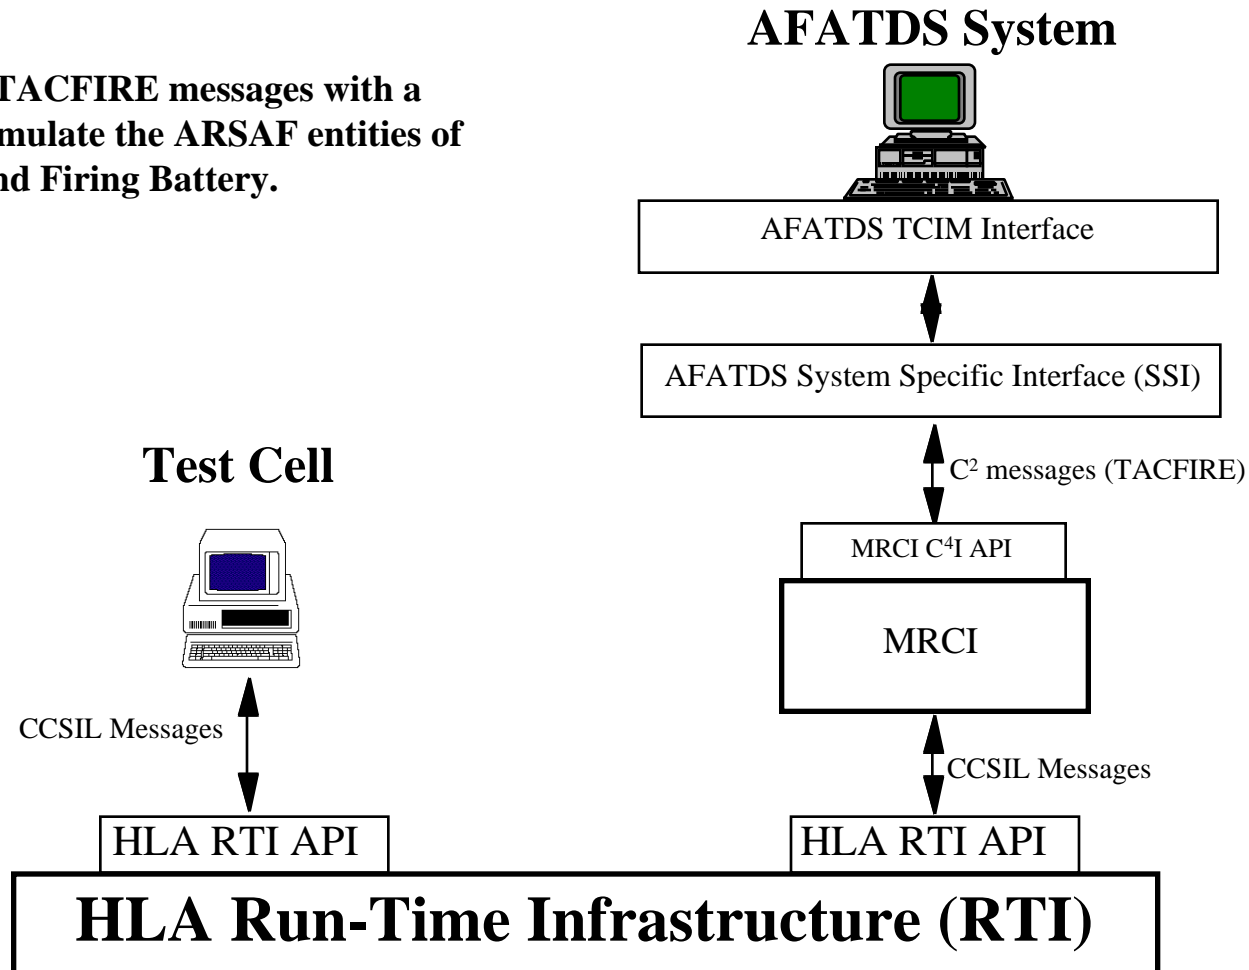 AFATDS System
TACFIRE messages with a
mulate the ARSAF entities of
nd Firing Battery.
AFATDS TCIM Interface
AFATDS System Specific Interface (SSI)
Test Cell
C² messages (TACFIRE)
MRCI C⁴I API
MRCI
CCSIL Messages
CCSIL Messages
HLA RTI API
HLA RTI API
HLA Run-Time Infrastructure (RTI)